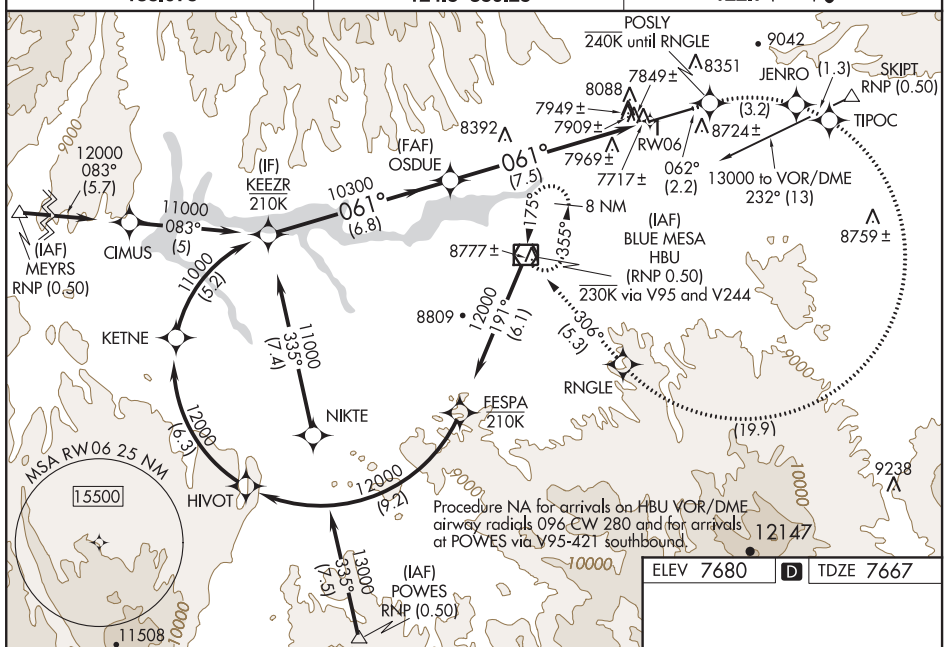 POSLY
240K until RNGLE
9042
8351
JENRO
(1.3)
SKIPT
RNP (0.50)
7849±
8088
7949±
7909±
(3.2)
TIPOC
8392
RW06
8724±
7969±
7717±
062°
(2.2)
13000 to VOR/DME
232° (13)
(FAF)
OSDUE
061°
(7.5)
9000
12000
083°
(5.7)
(IF)
KEEZR
210K
10300
061°
(6.8)
11000
083°
(5)
CIMUS
(IAF)
MEYRS
RNP (0.50)
175°
355°
8 NM
(IAF)
BLUE MESA
HBU
(RNP 0.50)
230K via V95 and V244
8777±
8759±
11000
(5.2)
12000
191°
(6.1)
8809
306°
(5.3)
KETNE
11000
335°
(7.4)
9000
RNGLE
NIKTE
FESPA
210K
(19.9)
12000
(6.3)
MSA RW06 25 NM
15500
HIVOT
12000
(9.2)
9000
10000
9238
Procedure NA for arrivals on HBU VOR/DME
airway radials 096 CW 280 and for arrivals
at POWES via V95-421 southbound.
12147
10000
13000
335°
(7.5)
(IAF)
POWES
RNP (0.50)
ELEV 7680
D
TDZE 7667
11508
10000